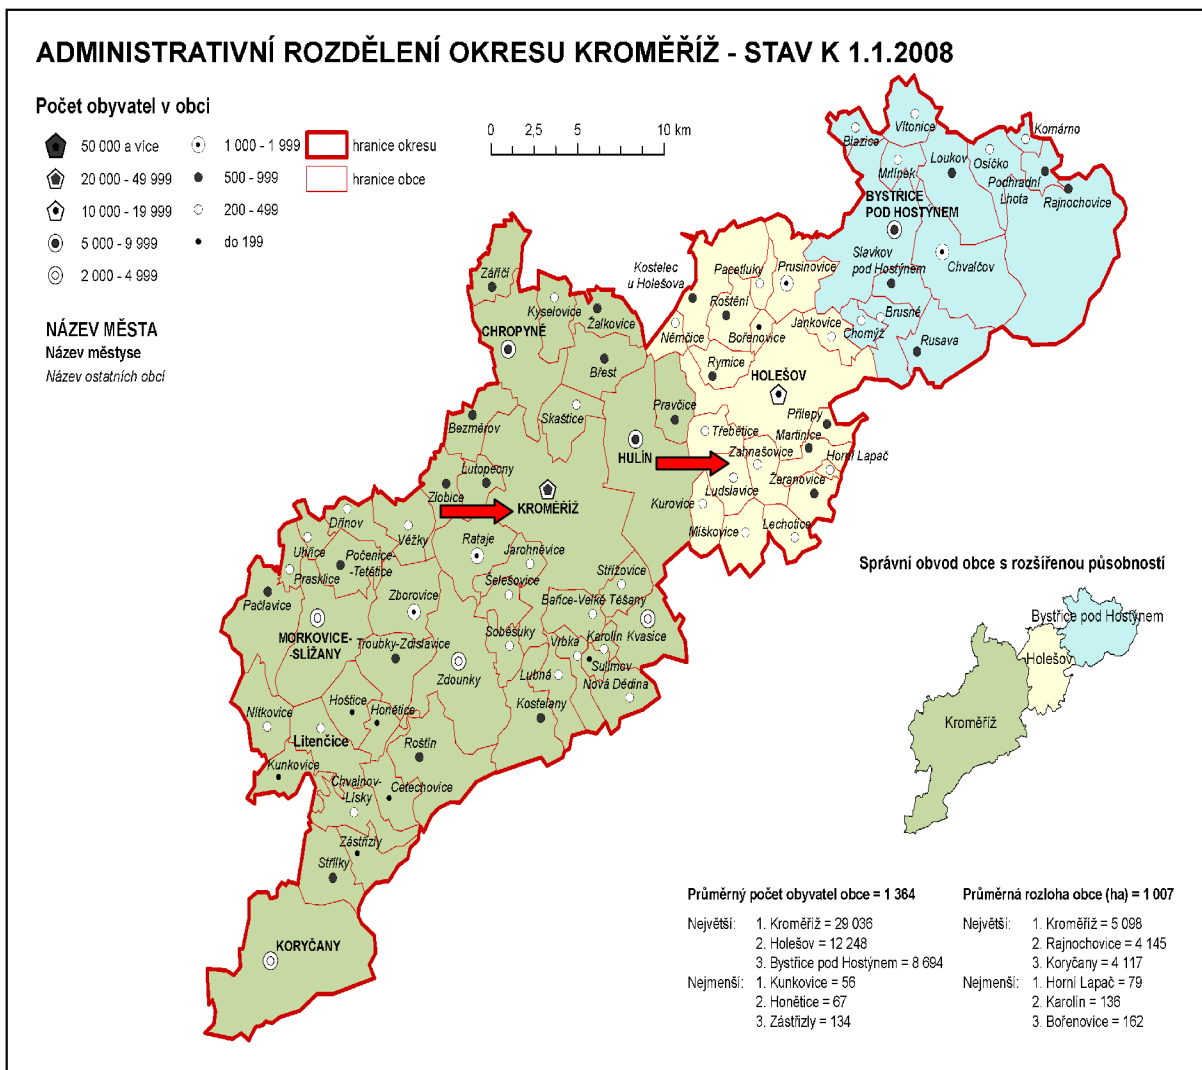 ADMINISTRATIVNÍ ROZDĚLENÍ OKRESU KROMĚŘÍŽ - STAV K 1.1.2008
Počet obyvatel v obci
50 000 a více
20 000 - 49 999
10 000 - 19 999
5 000 - 9 999
2 000 - 4 999
1 000 - 1 999
500 - 999
200 - 499
do 199
hranice okresu
hranice obce
0 2,5 5 10 km
NÁZEV MĚSTA
Název městyse
Název ostatních obcí
Vítonice
Blazice
Komárno
Loukov
Osíčko
Mrlínek
Podhradní
Lhota
Rajnochovice
BYSTŘICE
POD HOSTÝNEM
Slavkov
pod Hostýnem
Chvalčov
Brusné
Chomýž
Rusava
Kostelec
u Holešova
Pacetluky
Prusinovice
Roštění
Němčice
Bořenovice
Jankovice
Rymice
HOLEŠOV
Přílepy
Třebětice
Martinice
Zahnašovice
Horní Lapač
Ludslavice
Žeranovice
Kurovice
Míškovice
Lechotice
Záříčí
Kyselovice
Žalkovice
CHROPYNĚ
Břest
Skaštice
Pravčice
Bezměrov
HULÍN
Lutopecny
Zlobice
KROMĚŘÍŽ
Dřínov
Věžky
Rataje
Jarohněvice
Uhřice
Počenice-
-Tetětice
Prasklice
Šelešovice
Střížovice
Pačlavice
Zborovice
Bařice-Velké Těšany
MORKOVICE-
-SLÍŽANY
Troubky-Zdislavice
Soběsuky
Vrbka
Karolín
Kvasice
Zdounky
Lubná
Sulimov
Nová Dědina
Hoštice
Honětice
Kostelany
Nítkovice
Litenčice
Roštín
Kunkovice
Chvalnov-
-Lísky
Cetechovice
Zástřizly
Střílky
KORYČANY
Správní obvod obce s rozšířenou působností
Bystřice pod Hostýnem
Holešov
Kroměříž
Průměrný počet obyvatel obce = 1 364
Největší: 1. Kroměříž = 29 036
2. Holešov = 12 248
3. Bystřice pod Hostýnem = 8 694
Nejmenší: 1. Kunkovice = 56
2. Honětice = 67
3. Zástřizly = 134
Průměrná rozloha obce (ha) = 1 007
Největší: 1. Kroměříž = 5 098
2. Rajnochovice = 4 145
3. Koryčany = 4 117
Nejmenší: 1. Horní Lapač = 79
2. Karolín = 136
3. Bořenovice = 162